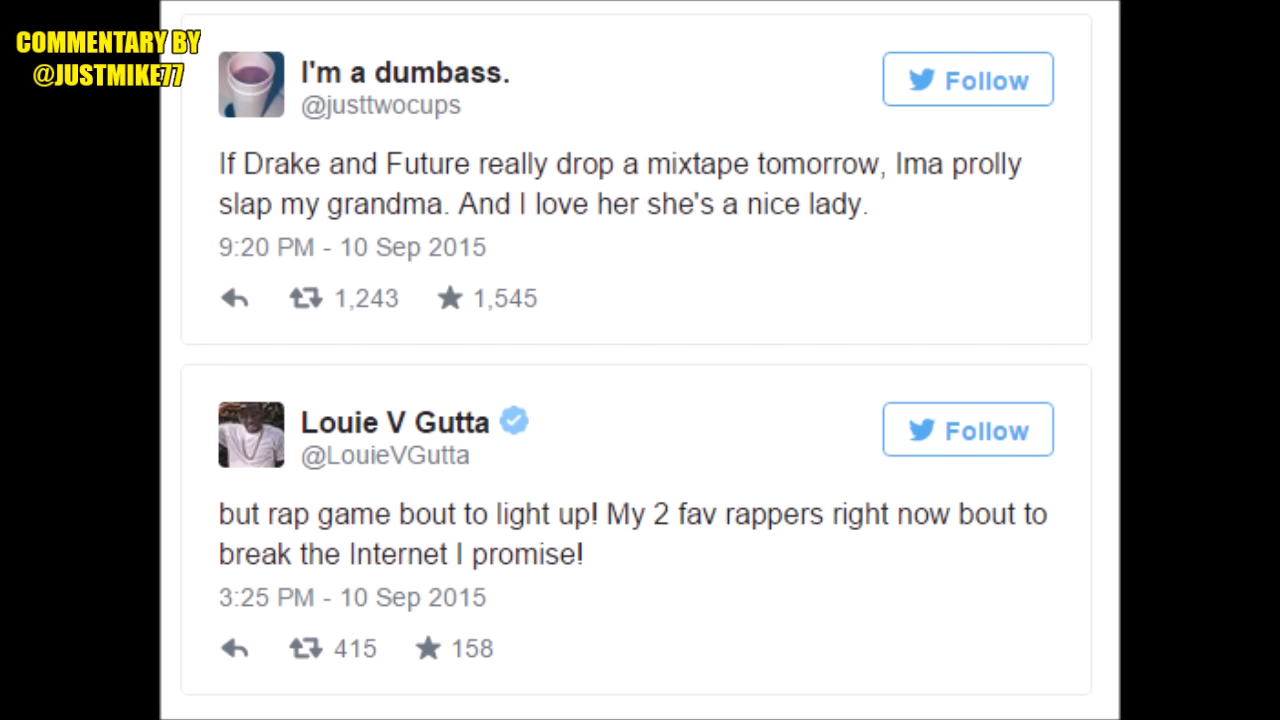 COMMENTARY BY
@JUSTMIKE77
I'm a dumbass.
@justtwocups
Follow
If Drake and Future really drop a mixtape tomorrow, Ima prolly
slap my grandma. And I love her she's a nice lady.
9:20 PM - 10 Sep 2015
1,243 1,545
Louie V Gutta
@LouieVGutta
Follow
but rap game bout to light up! My 2 fav rappers right now bout to
break the Internet I promise!
3:25 PM - 10 Sep 2015
415 158